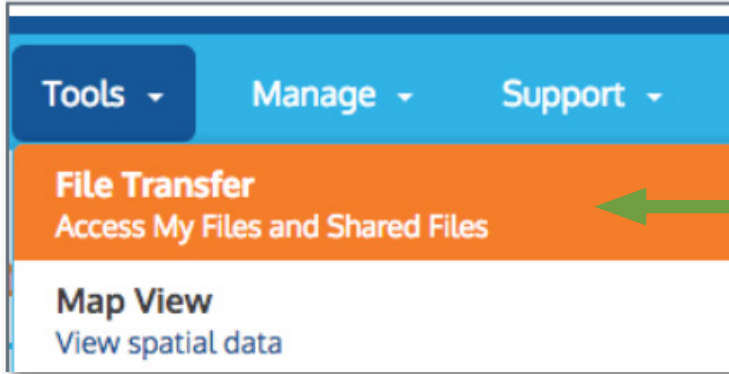 Tools Manage Support
File Transfer
Access My Files and Shared Files
Map View
View spatial data